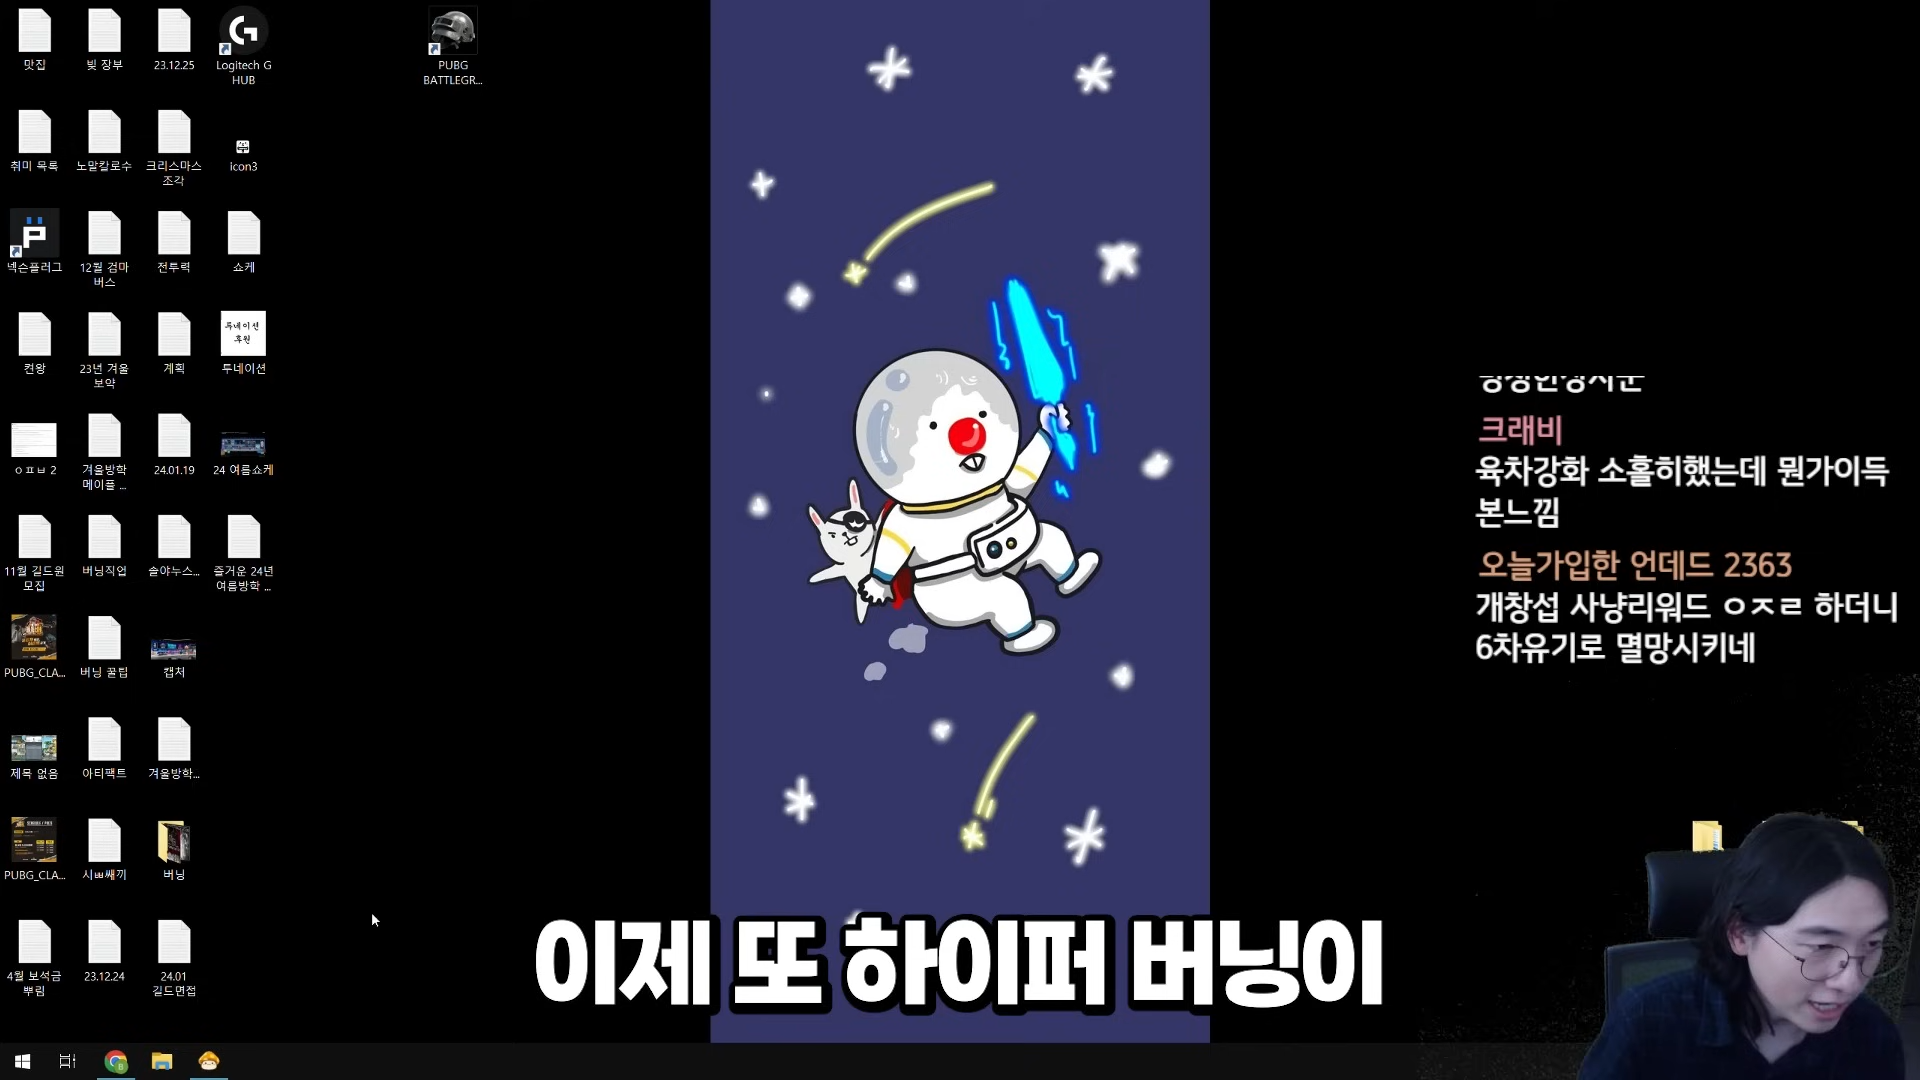 맛집
빚 장부
23.12.25
Logitech G
HUB
PUBG
BATTLEGR...
취미 목록
노말칼로수
크리스마스
조각
icon3
넥슨플러그
12월 검마
버스
전투력
쇼케
켠왕
23년 겨울
보약
계획
투네이션
후원
투네이션
ㅇㅍㅂ 2
겨울방학
메이플 ...
24.01.19
24 여름쇼케
11월 길드원
모집
버닝직업
솔야누스...
즐거운 24년
여름방학 ...
PUBG_CLA...
버닝 꿀팁
캡처
제목 없음
아티팩트
겨울방학...
PUBG_CLA...
시ㅃ쌔끼
버닝
4월 보석금
뿌림
23.12.24
24.01
길드면접
크래비
육차강화 소홀히했는데 뭔가이득
본느낌
오늘가입한 언데드 2363
개창섭 사냥리워드 ㅇㅈㄹ 하더니
6차유기로 멸망시키네
이제 또 하이퍼 버닝이